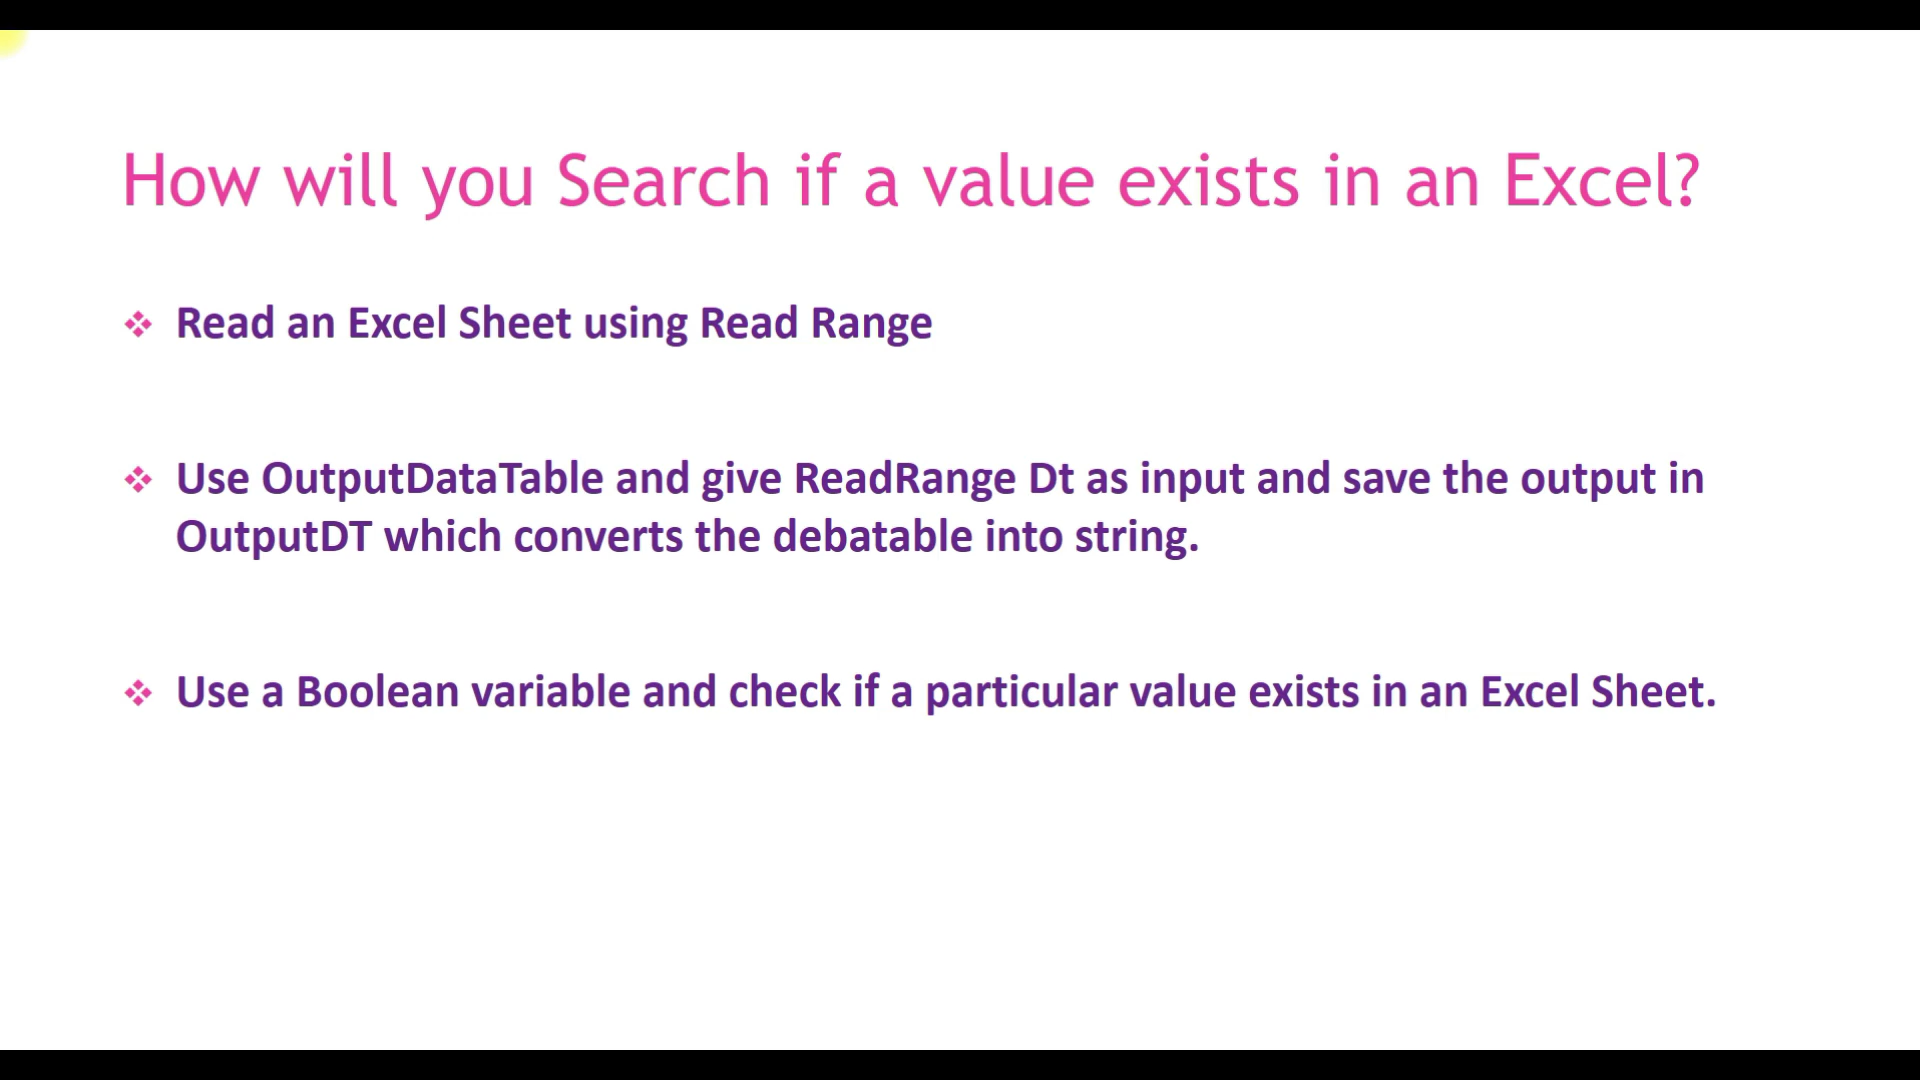 How will you Search if a value exists in an Excel?
Read an Excel Sheet using Read Range
Use OutputDataTable and give ReadRange Dt as input and save the output in
OutputDT which converts the debatable into string.
Use a Boolean variable and check if a particular value exists in an Excel Sheet.